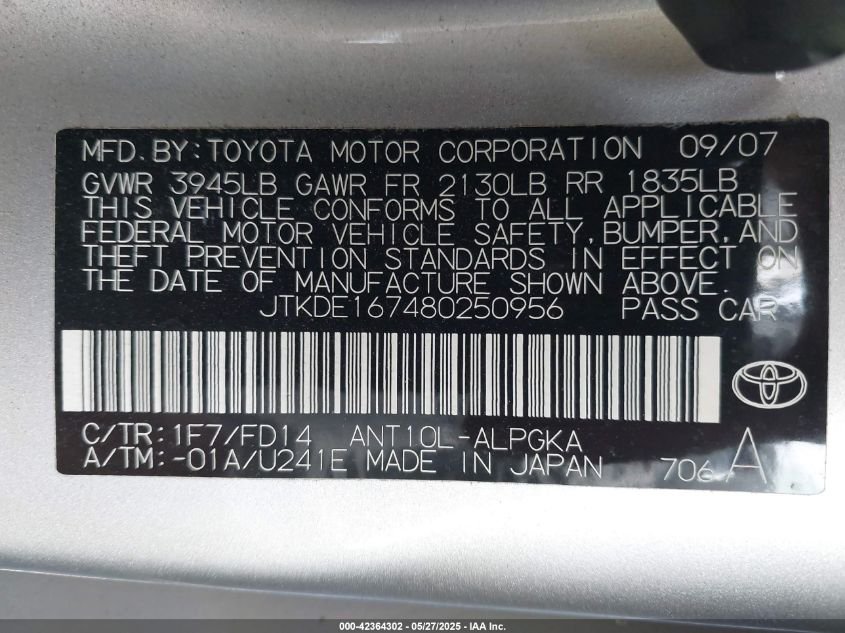 MFD.BY:TOYOTA MOTOR CORPORATION 09/07
GVWR 3945LB GAWR FR 2130LB RR 1835LB
THIS VEHICLE CONFORMS TO ALL APPLICABLE
FEDERAL MOTOR VEHICLE SAFETY, BUMPER, AND
THEFT PREVENTION STANDARDS IN EFFECT ON
THE DATE OF MANUFACTURE SHOWN ABOVE.
JTKDE167480250956 PASS CAR
C/TR:1F7/FD14 ANT10L-ALPGKA
A/TM:-01A/U241E MADE IN JAPAN 706 A
000-42364302 - 05/27/2025 - IAA Inc.